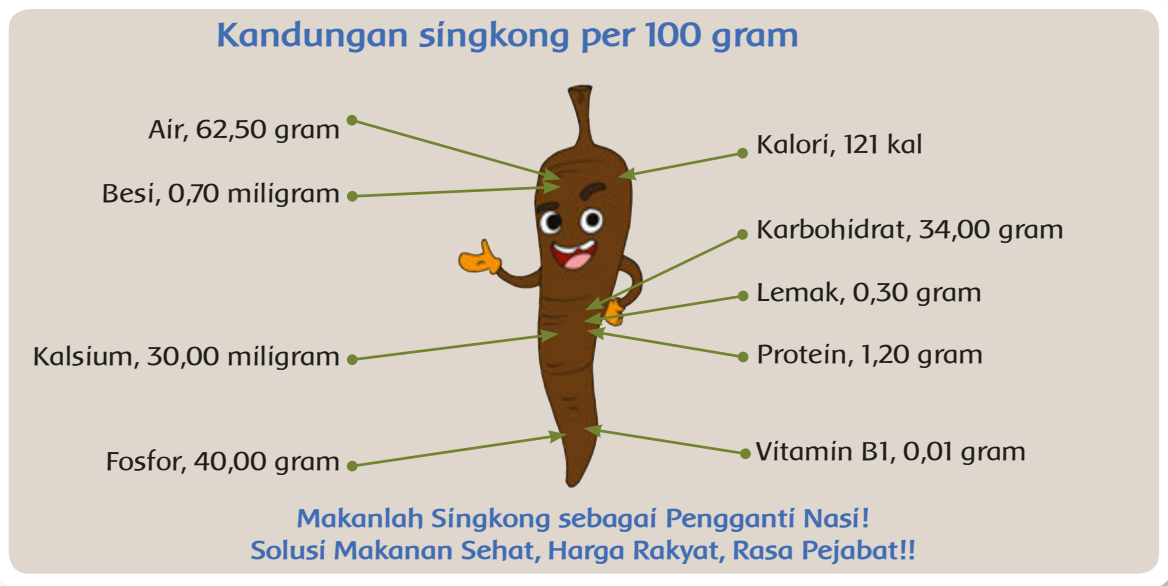 Kandungan singkong per 100 gram
Air, 62,50 gram
Besi, 0,70 miligram
Kalsium, 30,00 miligram
Fosfor, 40,00 gram
Kalori, 121 kal
Karbohidrat, 34,00 gram
Lemak, 0,30 gram
Protein, 1,20 gram
Vitamin B1, 0,01 gram
Makanlah Singkong sebagai Pengganti Nasi!
Solusi Makanan Sehat, Harga Rakyat, Rasa Pejabat!!